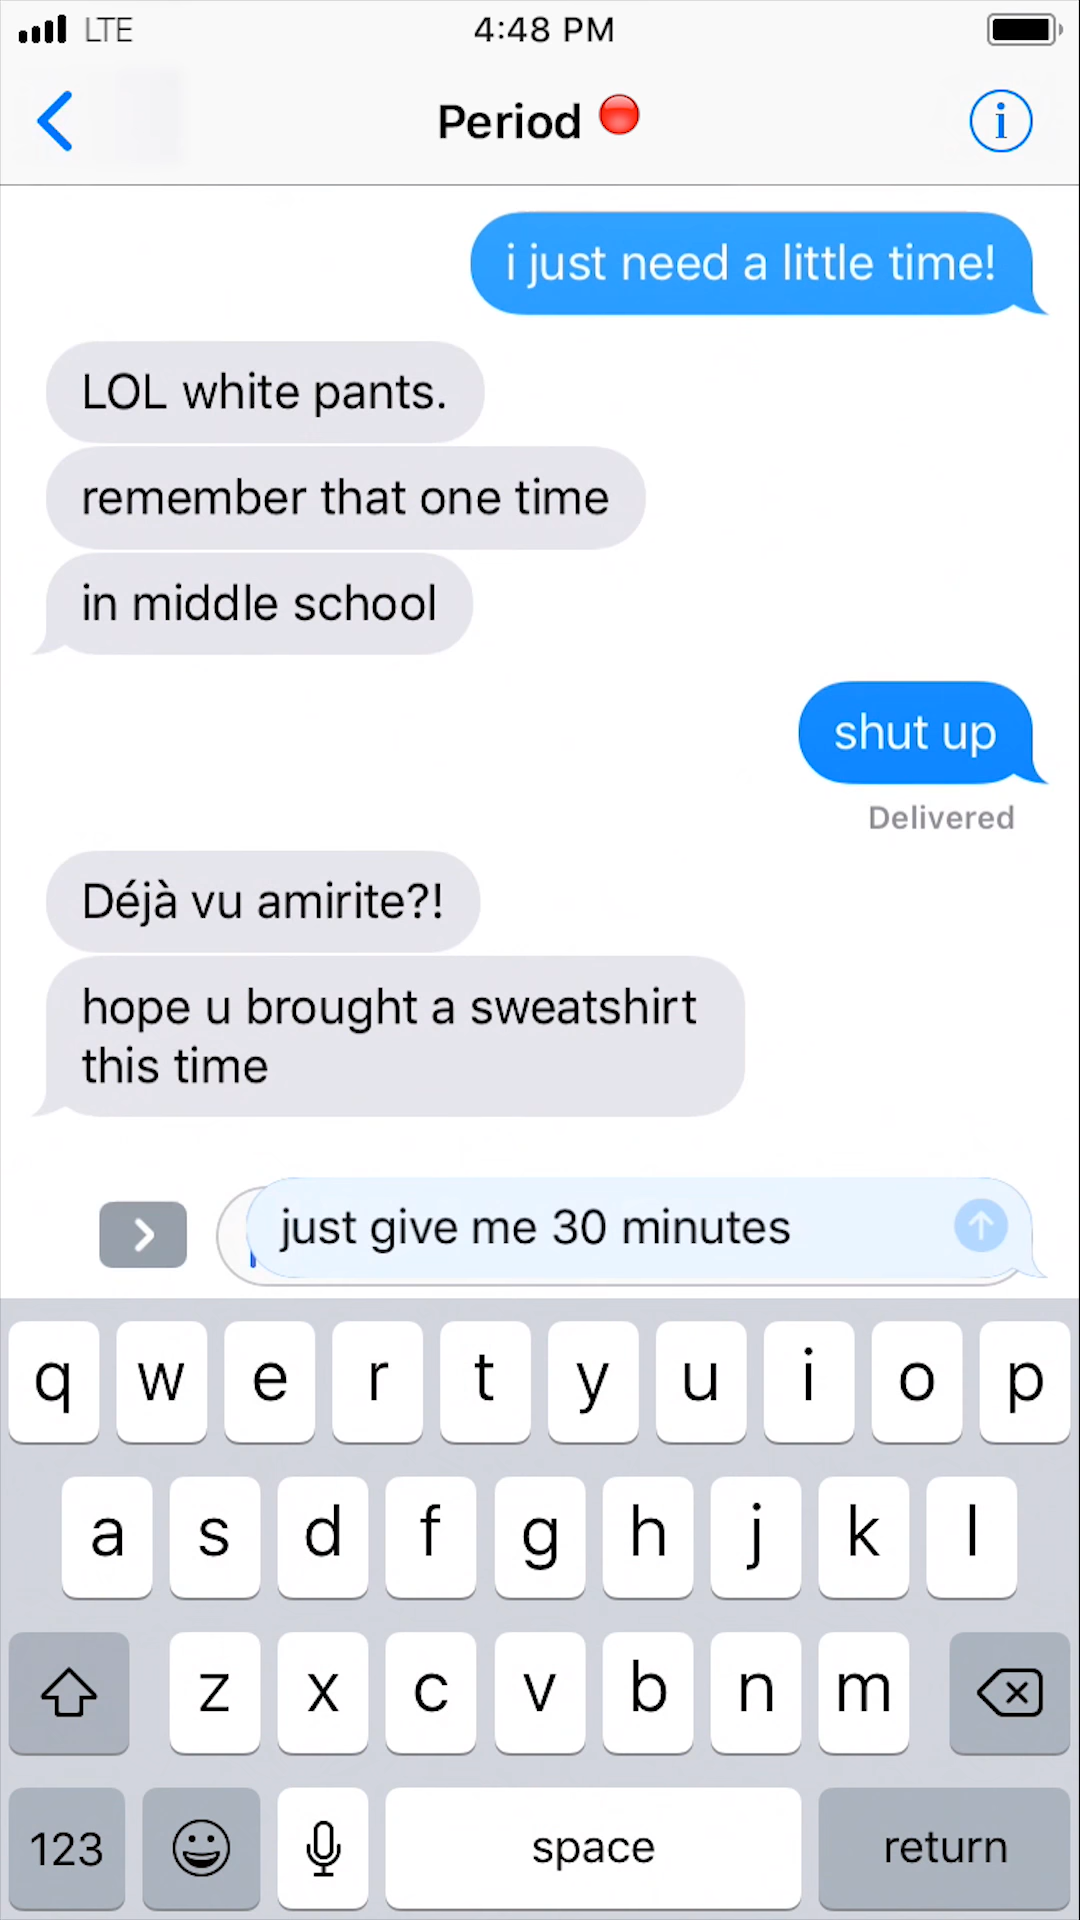 LTE 4:48 PM
Period
i just need a little time!
LOL white pants.
remember that one time
in middle school
shut up
Delivered
Déjà vu amirite?!
hope u brought a sweatshirt
this time
just give me 30 minutes
q w e r t y u i o p
a s d f g h j k l
z x c v b n m
123 space return